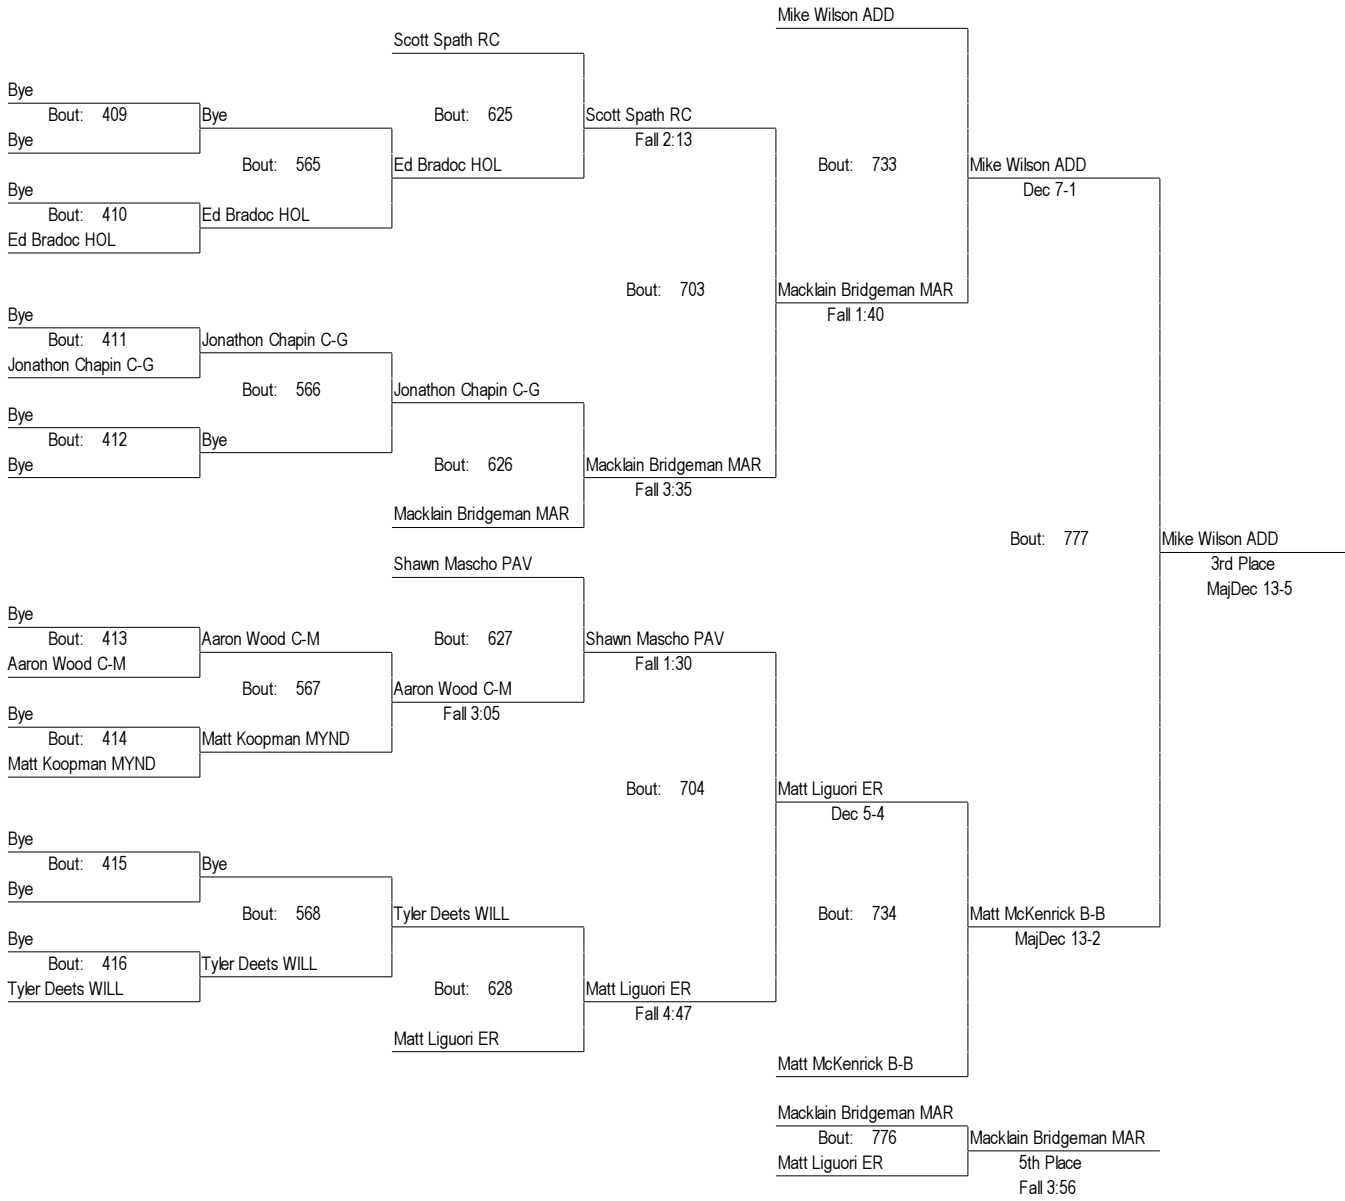 Mike Wilson ADD
Scott Spath RC
Bye
Bout: 409
Bye
Bout: 625
Scott Spath RC
Bye
Fall 2:13
Bout: 565
Ed Bradoc HOL
Bout: 733
Mike Wilson ADD
Bye
Dec 7-1
Bout: 410
Ed Bradoc HOL
Ed Bradoc HOL
Bout: 703
Macklain Bridgeman MAR
Bye
Fall 1:40
Bout: 411
Jonathon Chapin C-G
Jonathon Chapin C-G
Bout: 566
Jonathon Chapin C-G
Bye
Bout: 412
Bye
Bye
Bout: 626
Macklain Bridgeman MAR
Fall 3:35
Macklain Bridgeman MAR
Bout: 777
Mike Wilson ADD
Shawn Mascho PAV
3rd Place
MajDec 13-5
Bye
Bout: 413
Aaron Wood C-M
Bout: 627
Shawn Mascho PAV
Aaron Wood C-M
Fall 1:30
Bout: 567
Aaron Wood C-M
Bye
Fall 3:05
Bout: 414
Matt Koopman MYND
Matt Koopman MYND
Bout: 704
Matt Liguori ER
Dec 5-4
Bye
Bout: 415
Bye
Bye
Bout: 568
Tyler Deets WILL
Bout: 734
Matt McKenrick B-B
Bye
MajDec 13-2
Bout: 416
Tyler Deets WILL
Tyler Deets WILL
Bout: 628
Matt Liguori ER
Fall 4:47
Matt Liguori ER
Matt McKenrick B-B
Macklain Bridgeman MAR
Bout: 776
Macklain Bridgeman MAR
Matt Liguori ER
5th Place
Fall 3:56